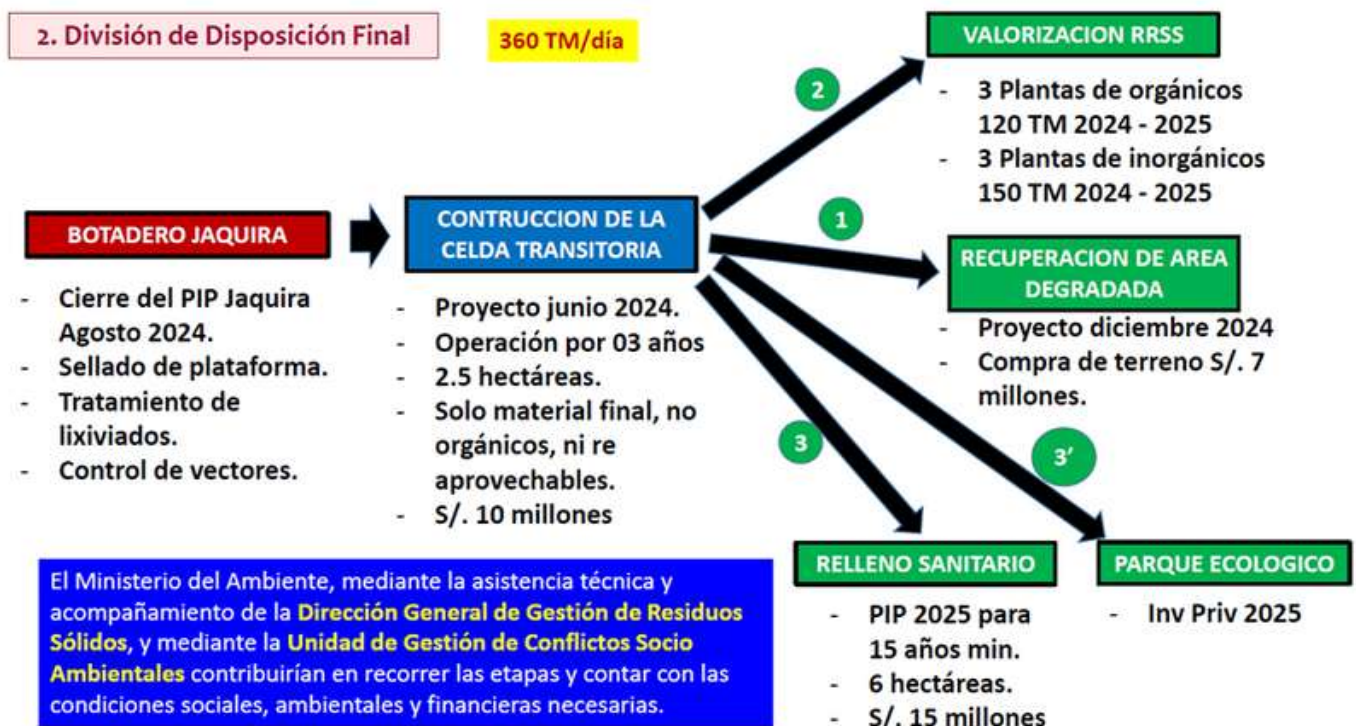 2. División de Disposición Final
360 TM/día
BOTADERO JAQUIRA
- Cierre del PIP Jaquira
Agosto 2024.
- Sellado de plataforma.
- Tratamiento de
lixiviados.
- Control de vectores.
CONTRUCCION DE LA
CELDA TRANSITORIA
- Proyecto junio 2024.
- Operación por 03 años
- 2.5 hectáreas.
- Solo material final, no
orgánicos, ni re
aprovechables.
- S/. 10 millones
2
VALORIZACION RRSS
- 3 Plantas de orgánicos
120 TM 2024 - 2025
- 3 Plantas de inorgánicos
150 TM 2024 - 2025
1
RECUPERACION DE AREA
DEGRADADA
- Proyecto diciembre 2024
- Compra de terreno S/. 7
millones.
3
RELLENO SANITARIO
- PIP 2025 para
15 años min.
- 6 hectáreas.
- S/. 15 millones
3’
PARQUE ECOLOGICO
- Inv Priv 2025
El Ministerio del Ambiente, mediante la asistencia técnica y
acompañamiento de la Dirección General de Gestión de Residuos
Sólidos, y mediante la Unidad de Gestión de Conflictos Socio
Ambientales contribuirían en recorrer las etapas y contar con las
condiciones sociales, ambientales y financieras necesarias.